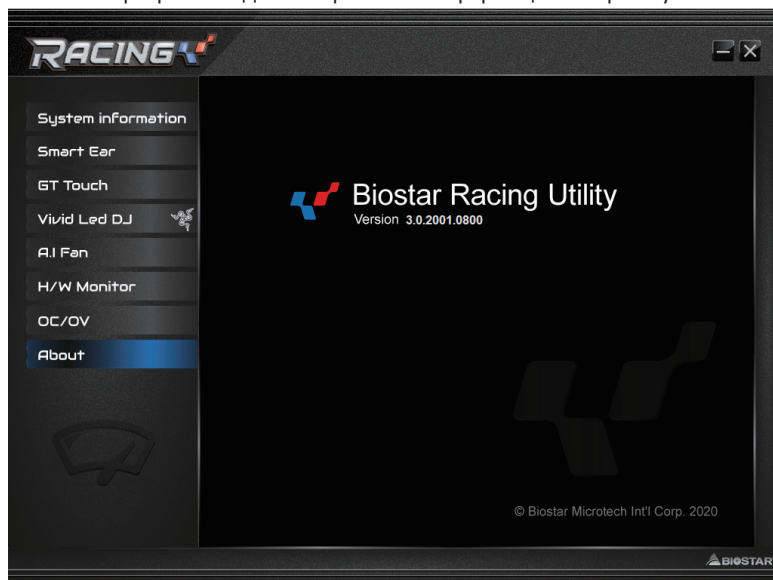 RACING
System information
Smart Ear
GT Touch
Vivid Led DJ
A.I Fan
H/W Monitor
OC/OV
About
Biostar Racing Utility
Version 3.0.2001.0800
© Biostar Microtech Int'l Corp. 2020
BIOSTAR